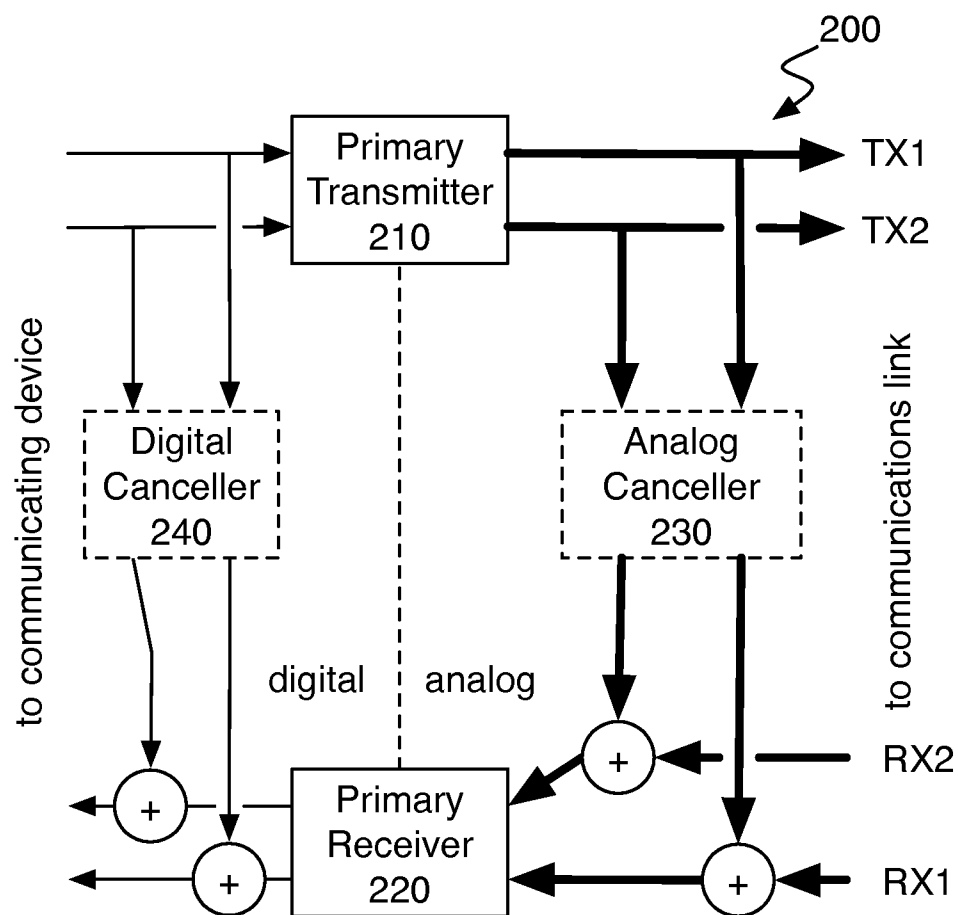 200
Primary
Transmitter
210
TX1
TX2
to communicating device
to communications link
Digital
Canceller
240
Analog
Canceller
230
digital
analog
+
RX2
+
Primary
Receiver
220
+
+
RX1